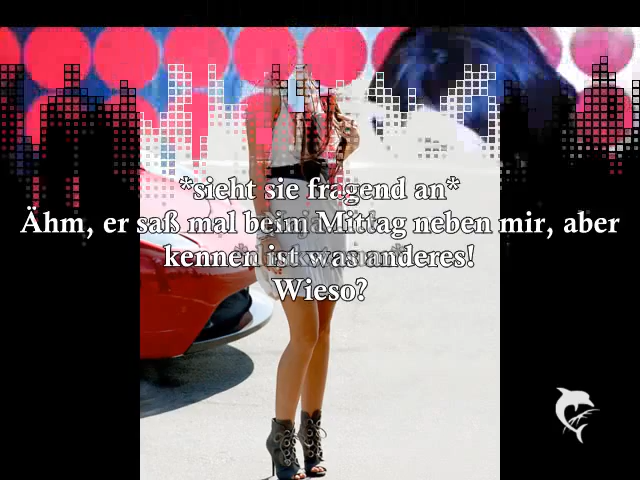 *sieht sie fragend an*
Ähm, er saß mal beim Mittag neben mir, aber
kennen ist was anderes!
Wieso?